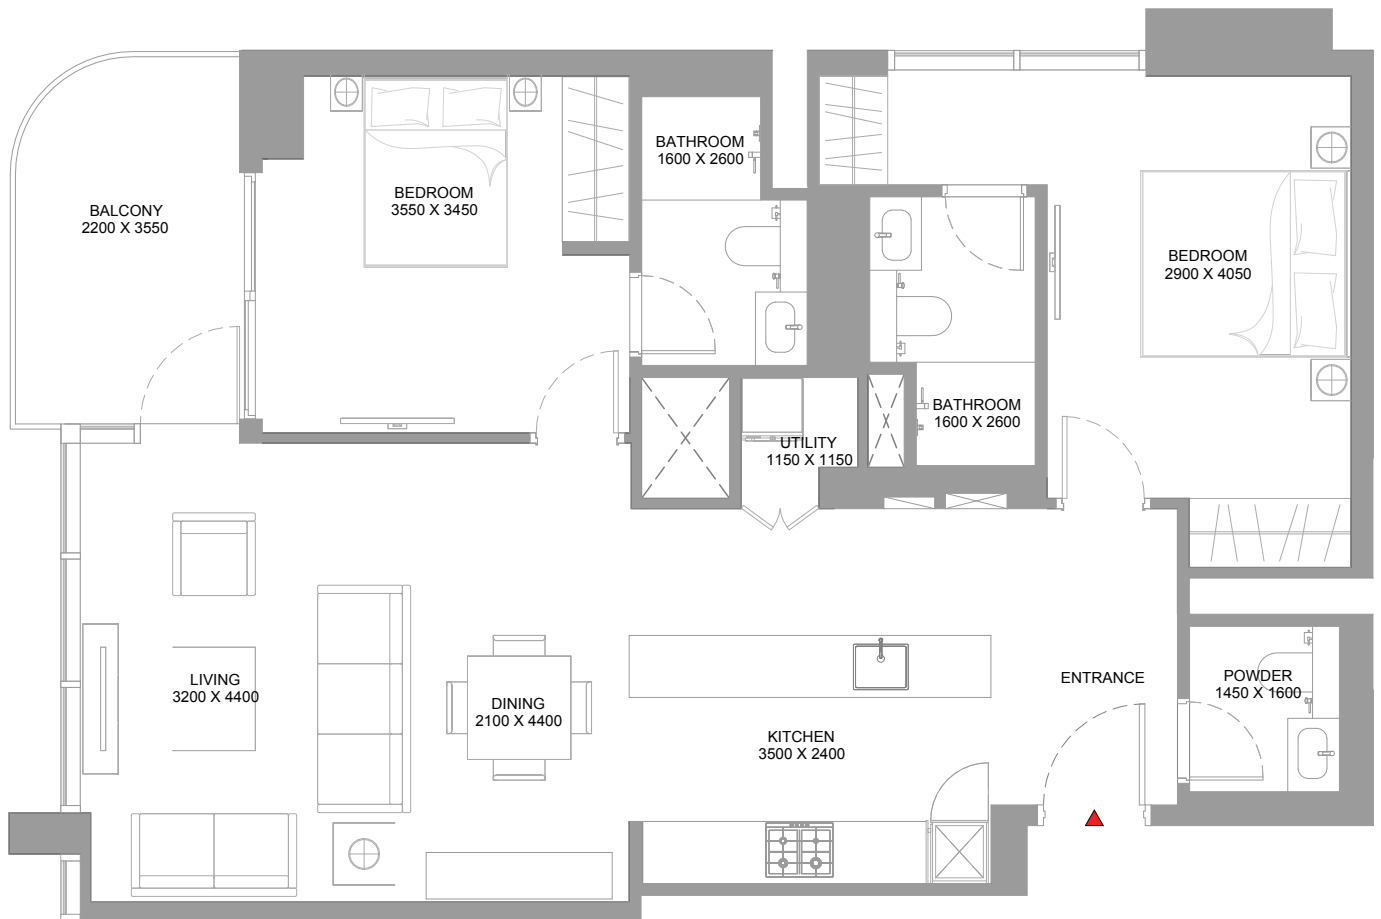 BATHROOM
1600 X 2600
BEDROOM
3550 X 3450
BALCONY
2200 X 3550
BEDROOM
2900 X 4050
BATHROOM
1600 X 2600
UTILITY
1150 X 1150
LIVING
3200 X 4400
DINING
2100 X 4400
KITCHEN
3500 X 2400
ENTRANCE
POWDER
1450 X 1600